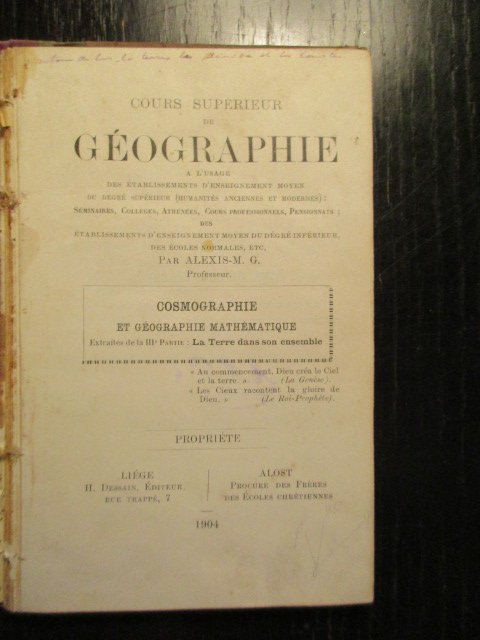 COURS SUPÉRIEUR
DE
GÉOGRAPHIE
A L'USAGE
DES ÉTABLISSEMENTS D'ENSEIGNEMENT MOYEN
DU DEGRÉ SUPÉRIEUR (HUMANITÉS ANCIENNES ET MODERNES):
SÉMINAIRES, COLLÈGES, ATHÉNÉES, COURS PROFESSIONNELS, PENSIONNATS;
DES
ÉTABLISSEMENTS D'ENSEIGNEMENT MOYEN DU DEGRÉ INFÉRIEUR,
DES ÉCOLES NORMALES, ETC.
PAR ALEXIS-M. G.
Professeur.
COSMOGRAPHIE
ET GÉOGRAPHIE MATHÉMATIQUE
Extraites de la IIIe PARTIE : La Terre dans son ensemble
« Au commencement, Dieu créa le Ciel
et la terre. » (La Genèse).
« Les Cieux racontent la gloire de
Dieu. » (Le Roi-Prophète).
PROPRIÉTÉ
LIÉGE
H. DESSAIN, ÉDITEUR,
RUE TRAPPÉ, 7
ALOST
PROCURE DES FRÈRES
DES ÉCOLES CHRÉTIENNES
1904